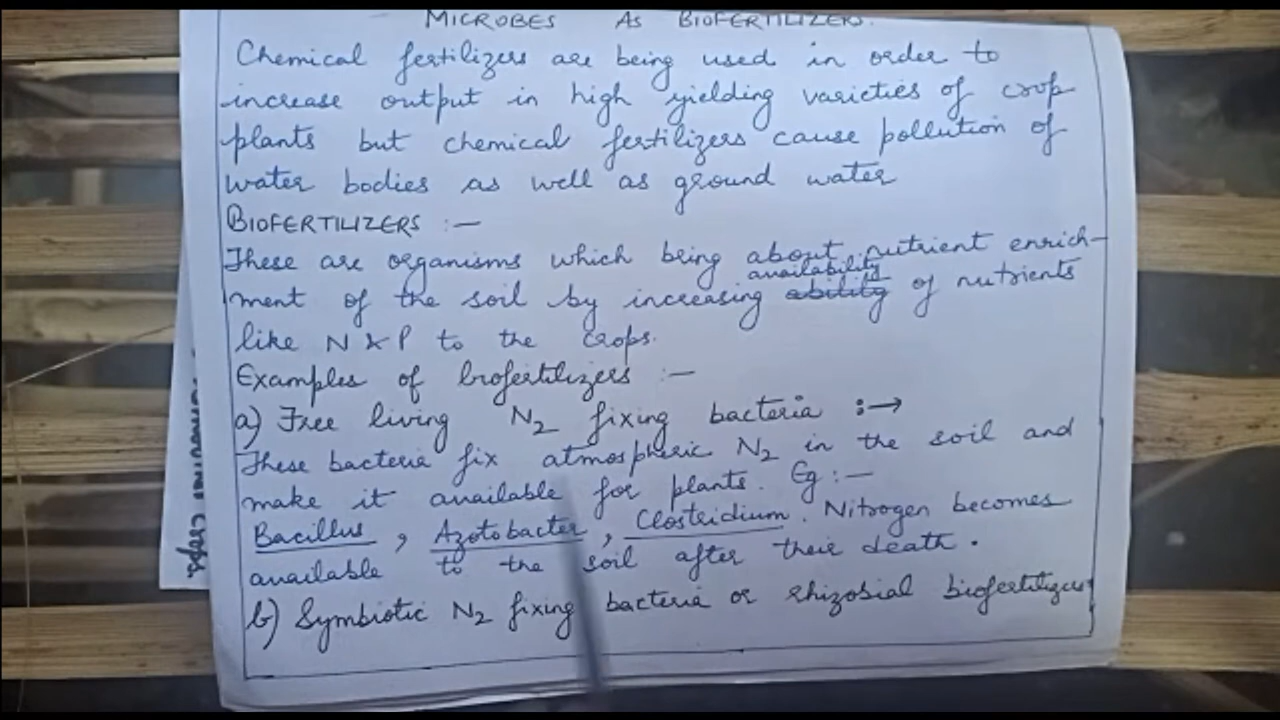 MICROBES AS BIOFERTILIZERS.
Chemical fertilizers are being used in order to
increase output in high yielding varieties of crop
plants but chemical fertilizers cause pollution of
water bodies as well as ground water
BIOFERTILIZERS :-
These are organisms which being about nutrient enrich-
ment of the soil by increasing availability ability of nutrients
like N & P to the crops.
Examples of biofertilizers :-
a) Free living N2 fixing bacteria :→
These bacteria fix atmospheric N2 in the soil and
make it available for plants. Eg :-
Bacillus, Azotobacter, Clostridium. Nitrogen becomes
available to the soil after their death.
b) Symbiotic N2 fixing bacteria or rhizobial biofertilizers